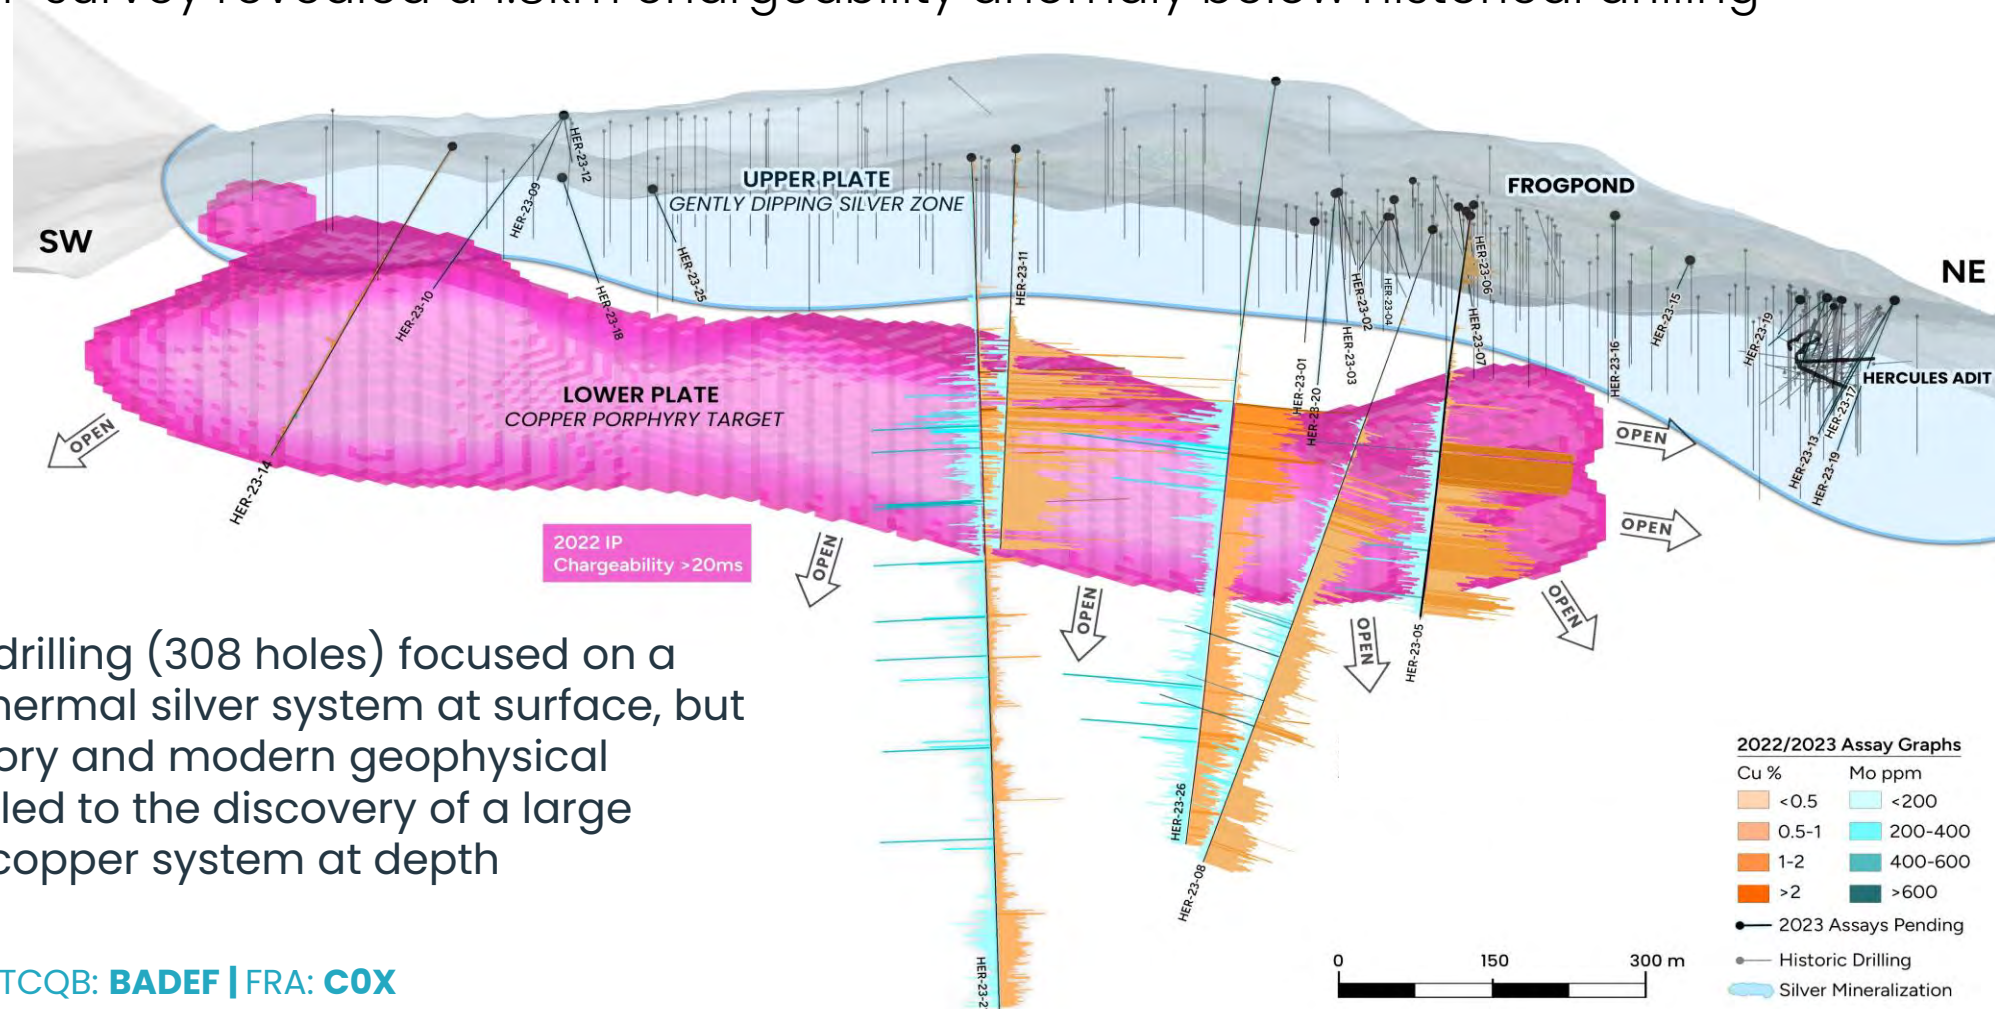 survey revealed a 1.8km chargeability anomaly below historical drilling
SW
NE
UPPER PLATE
GENTLY DIPPING SILVER ZONE
FROGPOND
HERCULES ADIT
LOWER PLATE
COPPER PORPHYRY TARGET
HER-23-12
HER-23-09
HER-23-10
HER-23-18
HER-23-25
HER-23-14
HER-23-11
HER-23-01
HER-23-20
HER-23-02
HER-23-03
HER-23-04
HER-23-06
HER-23-07
HER-23-16
HER-23-15
HER-23-19
HER-23-17
HER-23-13
HER-23-19
HER-23-05
HER-23-26
HER-23-08
HER-23-2
OPEN
OPEN
OPEN
OPEN
OPEN
OPEN
OPEN
2022 IP
Chargeability >20ms
drilling (308 holes) focused on a
hermal silver system at surface, but
ory and modern geophysical
led to the discovery of a large
copper system at depth
TCQB: BADEF | FRA: C0X
2022/2023 Assay Graphs
Cu % Mo ppm
<0.5 <200
0.5-1 200-400
1-2 400-600
>2 >600
2023 Assays Pending
Historic Drilling
Silver Mineralization
0 150 300 m